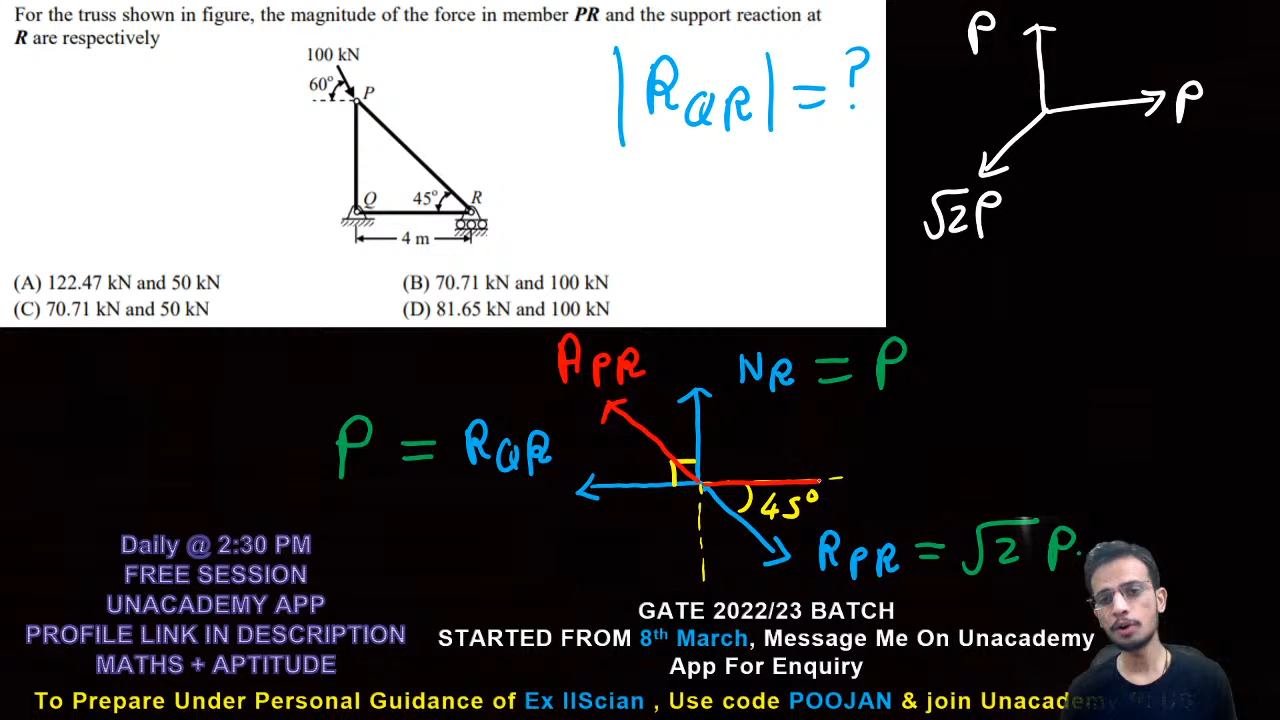 For the truss shown in figure, the magnitude of the force in member PR and the support reaction at
R are respectively
100 kN
60°
P
Q
45°
R
4 m
(A) 122.47 kN and 50 kN
(B) 70.71 kN and 100 kN
(C) 70.71 kN and 50 kN
(D) 81.65 kN and 100 kN
|RQR| = ?
P
P
√2P
APR
NR = P
P = RQR
45°
RPR = √2 P.
Daily @ 2:30 PM
FREE SESSION
UNACADEMY APP
PROFILE LINK IN DESCRIPTION
MATHS + APTITUDE
GATE 2022/23 BATCH
STARTED FROM 8th March, Message Me On Unacademy
App For Enquiry
To Prepare Under Personal Guidance of Ex IIScian , Use code POOJAN & join